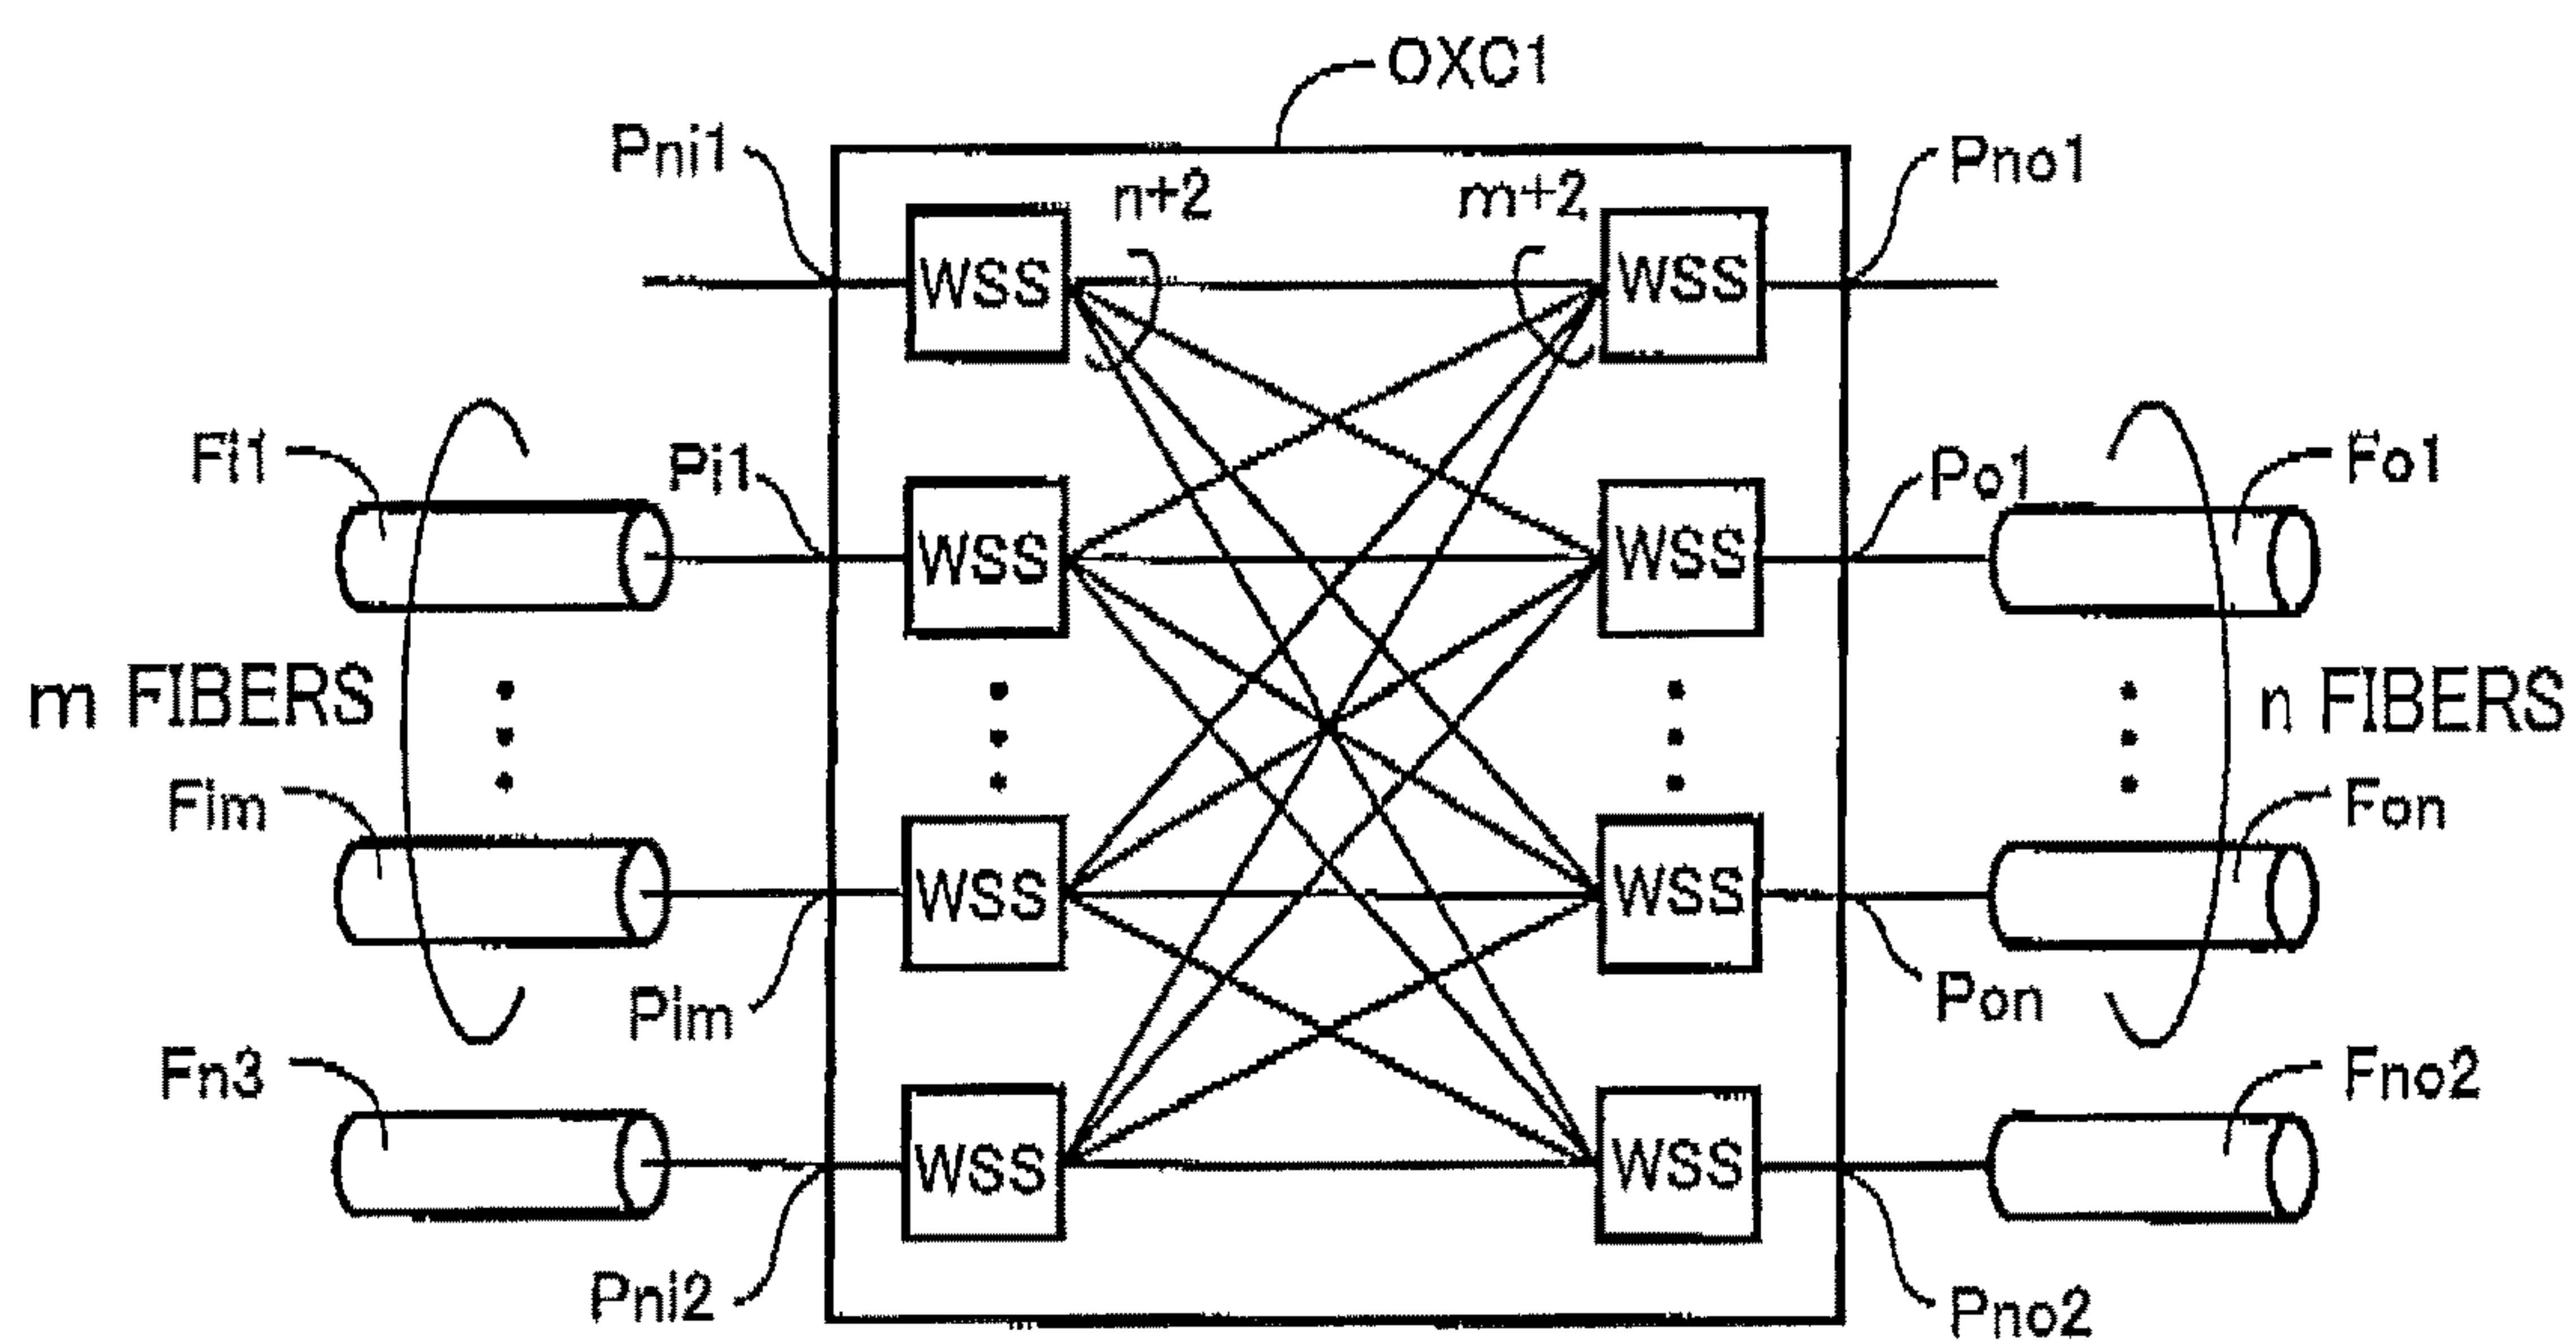 OXC1
Pni1
Pno1
n+2
m+2
WSS
WSS
Fi1
Pi1
Po1
Fo1
WSS
WSS
m FIBERS
n FIBERS
Fim
Fon
WSS
WSS
Pim
Pon
Fn3
Fno2
WSS
WSS
Pni2
Pno2